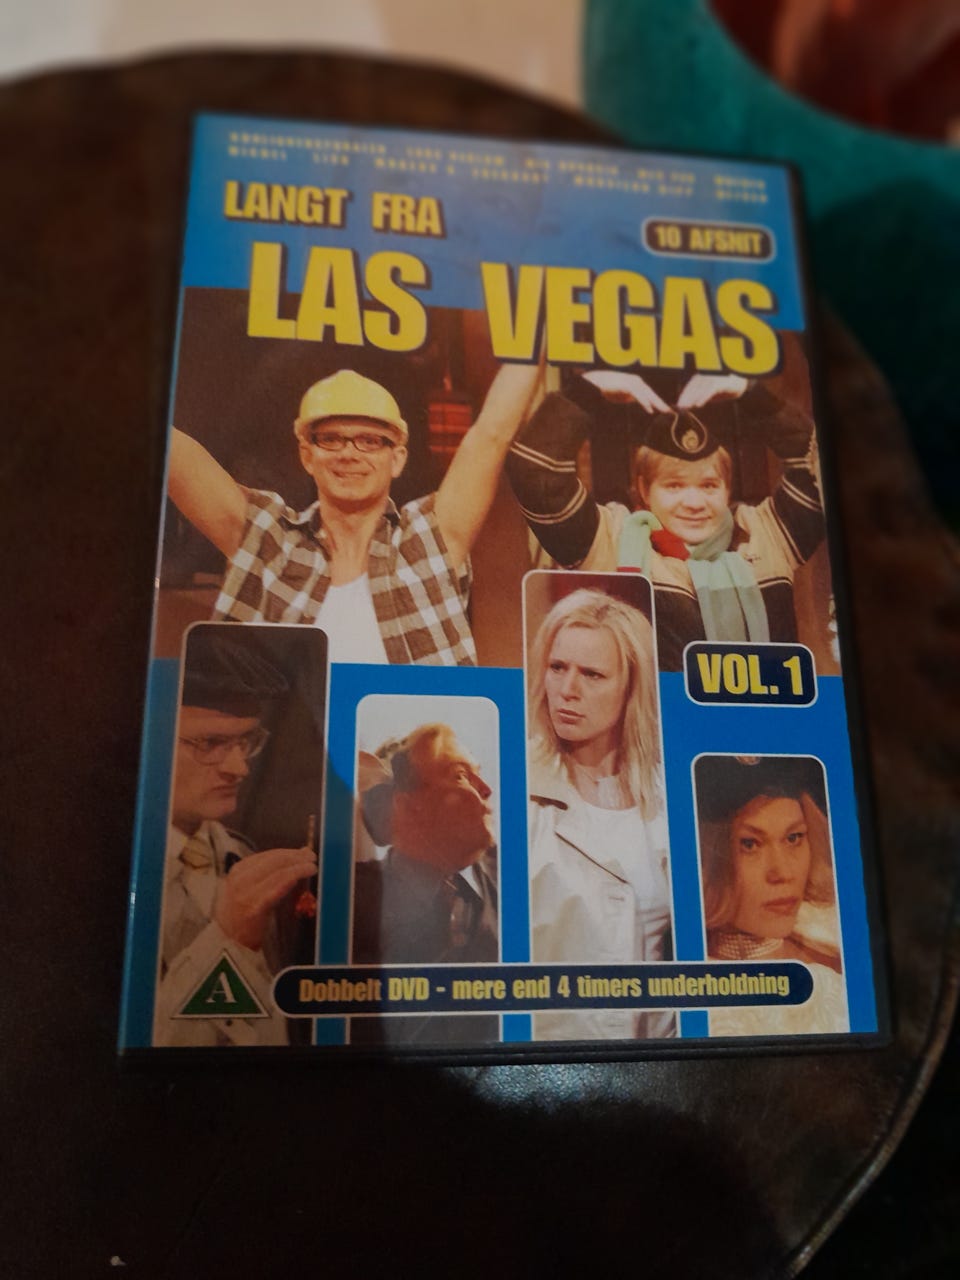 LANGT FRA
LAS VEGAS
10 AFSNIT
VOL. 1
A
Dobbelt DVD - mere end 4 timers underholdning